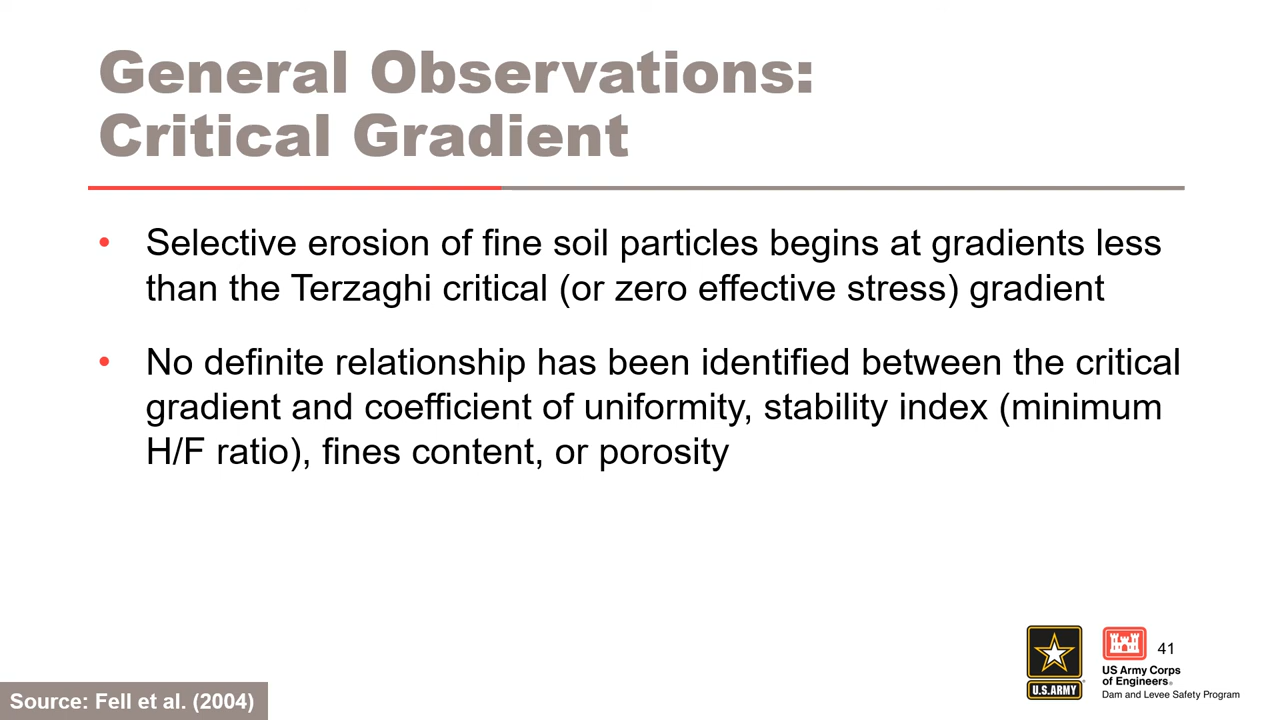 General Observations:
Critical Gradient
• Selective erosion of fine soil particles begins at gradients less
than the Terzaghi critical (or zero effective stress) gradient
• No definite relationship has been identified between the critical
gradient and coefficient of uniformity, stability index (minimum
H/F ratio), fines content, or porosity
U.S.ARMY
US Army Corps
of Engineers®
Dam and Levee Safety Program
41
Source: Fell et al. (2004)